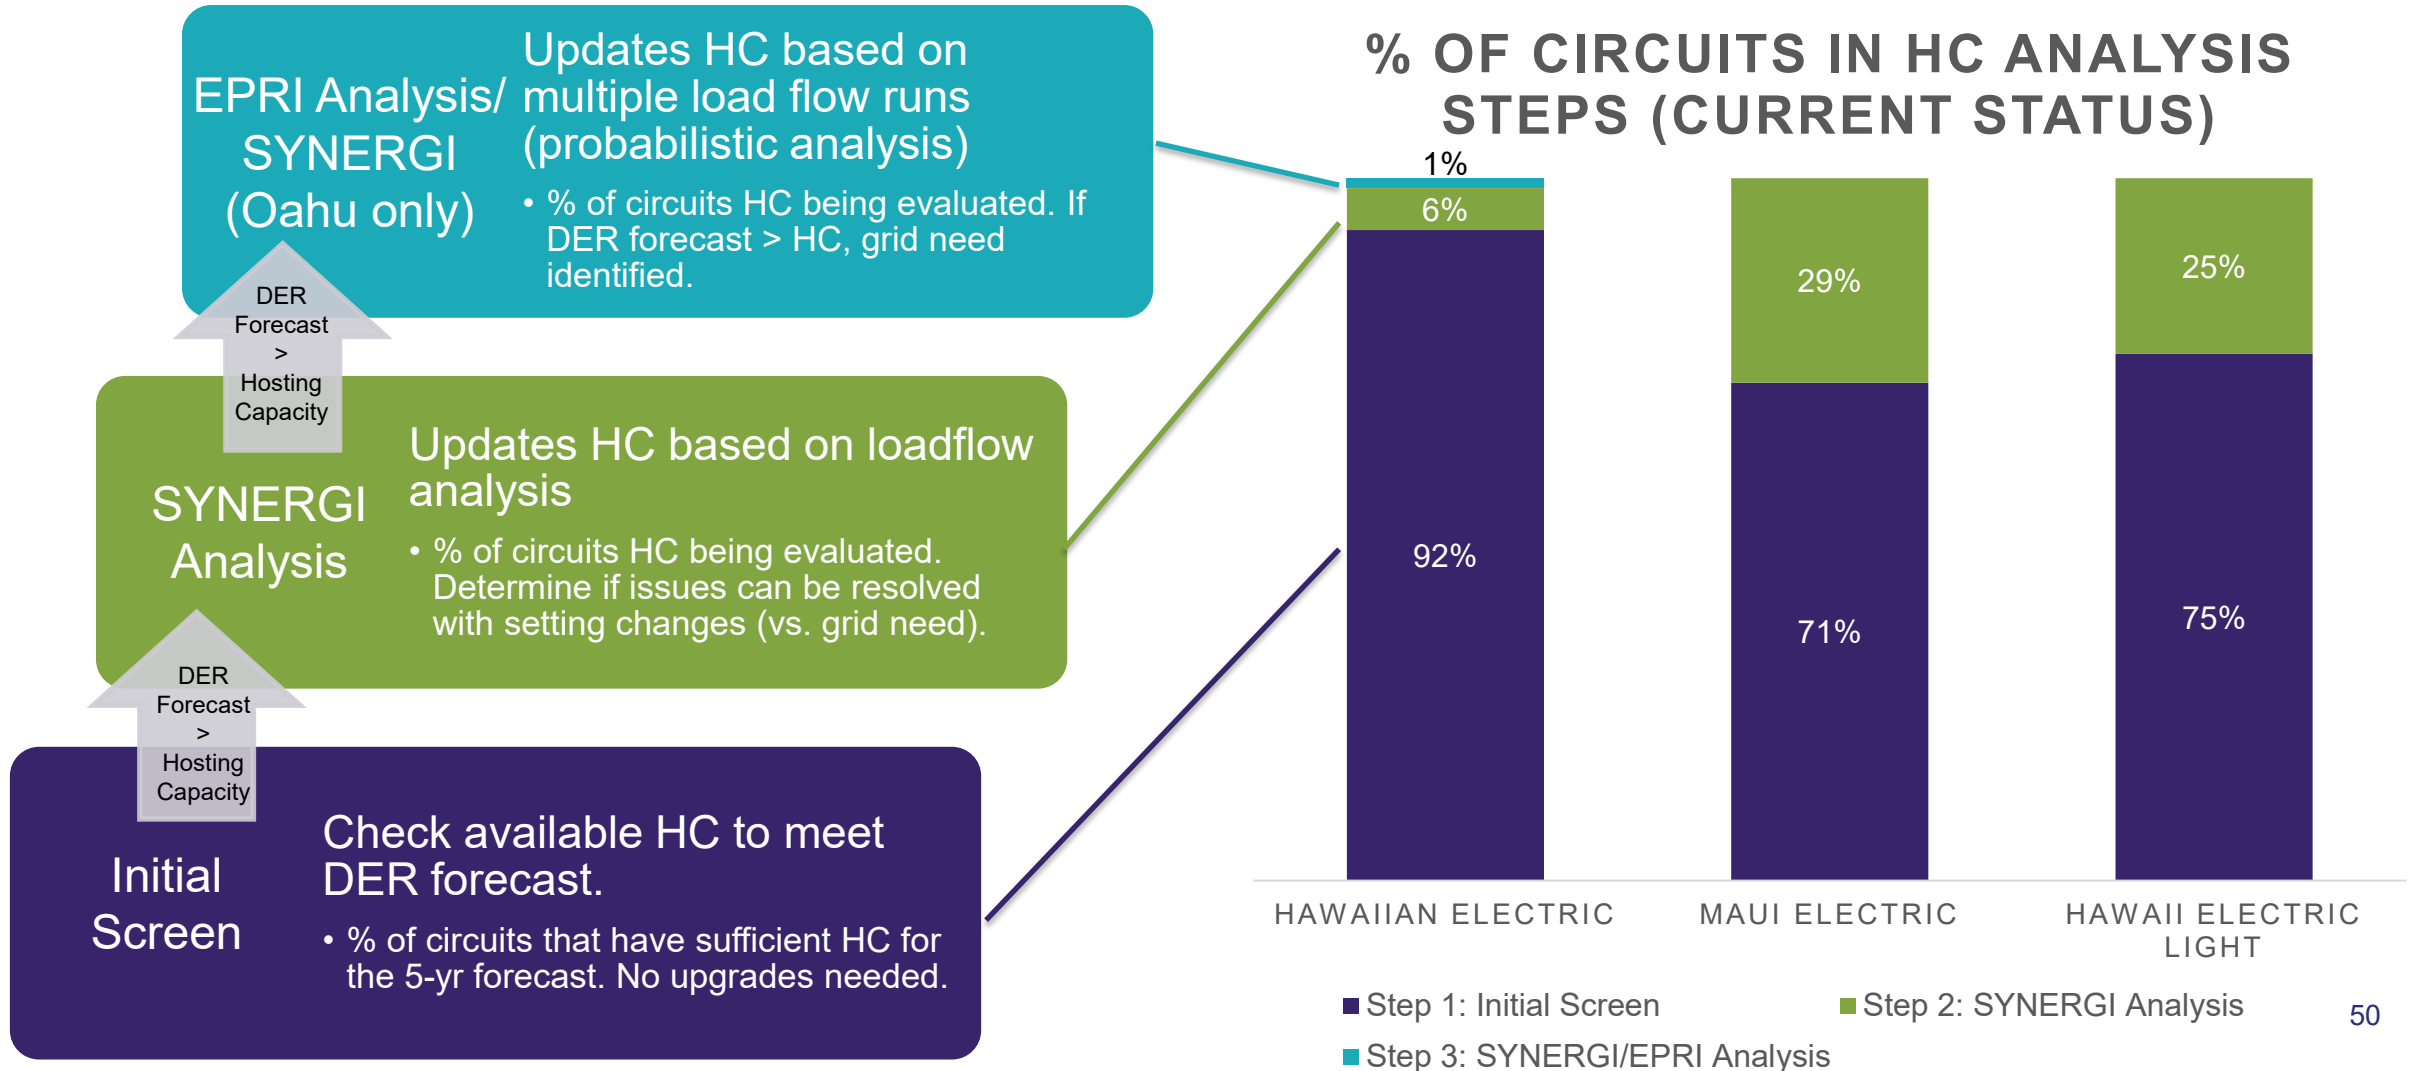 EPRI Analysis/
SYNERGI
(Oahu only)
Updates HC based on
multiple load flow runs
(probabilistic analysis)
• % of circuits HC being evaluated. If
DER forecast > HC, grid need
identified.
DER
Forecast
>
Hosting
Capacity
SYNERGI
Analysis
Updates HC based on loadflow
analysis
• % of circuits HC being evaluated.
Determine if issues can be resolved
with setting changes (vs. grid need).
DER
Forecast
>
Hosting
Capacity
Initial
Screen
Check available HC to meet
DER forecast.
• % of circuits that have sufficient HC for
the 5-yr forecast. No upgrades needed.
% OF CIRCUITS IN HC ANALYSIS
STEPS (CURRENT STATUS)
1%
6%
92%
29%
71%
25%
75%
HAWAIIAN ELECTRIC
MAUI ELECTRIC
HAWAII ELECTRIC
LIGHT
Step 1: Initial Screen
Step 2: SYNERGI Analysis
Step 3: SYNERGI/EPRI Analysis
50